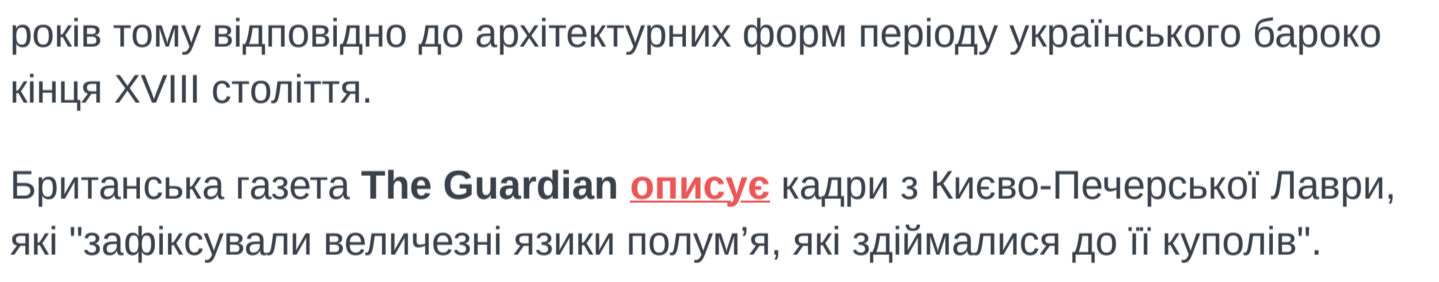 років тому відповідно до архітектурних форм періоду українського бароко
кінця XVIII століття.
Британська газета The Guardian описує кадри з Києво-Печерської Лаври,
які "зафіксували величезні язики полум’я, які здіймалися до її куполів".